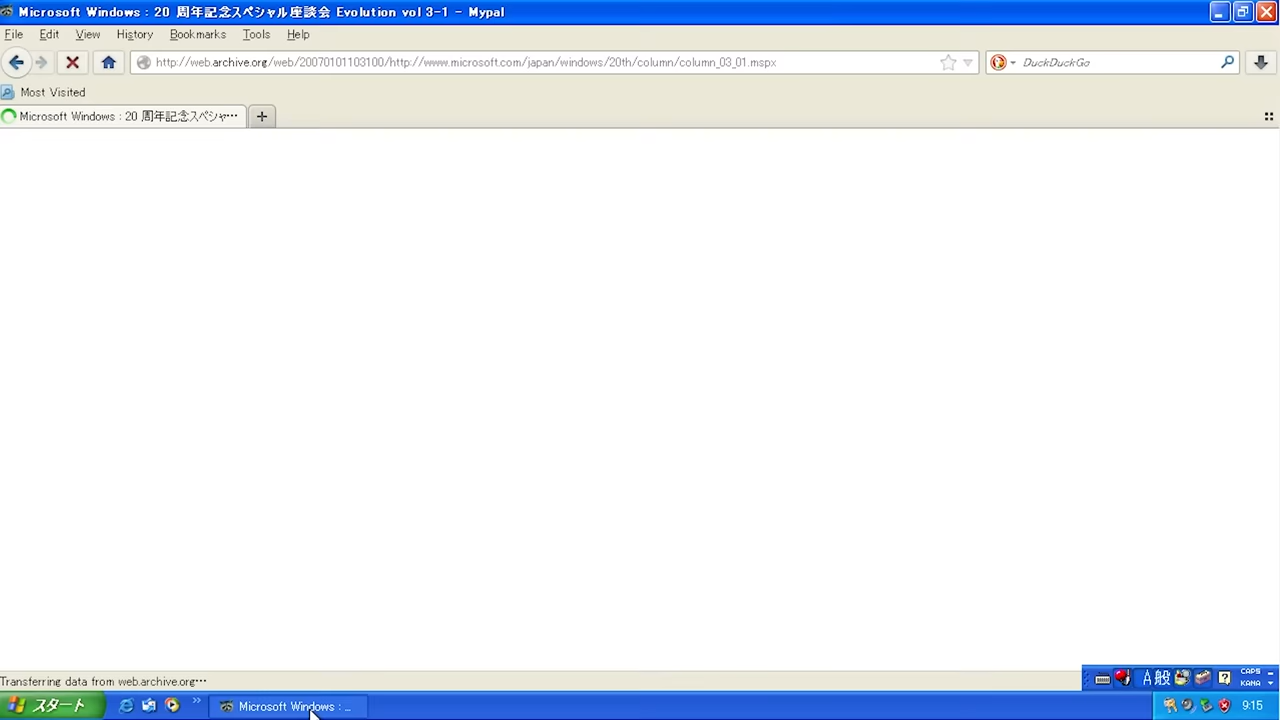 Microsoft Windows : 20 周年記念スペシャル座談会 Evolution vol 3-1 - Mypal
File Edit View History Bookmarks Tools Help
http://web.archive.org/web/20070101103100/http://www.microsoft.com/japan/windows/20th/column/column_03_01.mspx DuckDuckGo
Most Visited
Microsoft Windows : 20 周年記念スペシャ…
Transferring data from web.archive.org…
A 般 CAPS KANA
スタート Microsoft Windows : ... 9:15